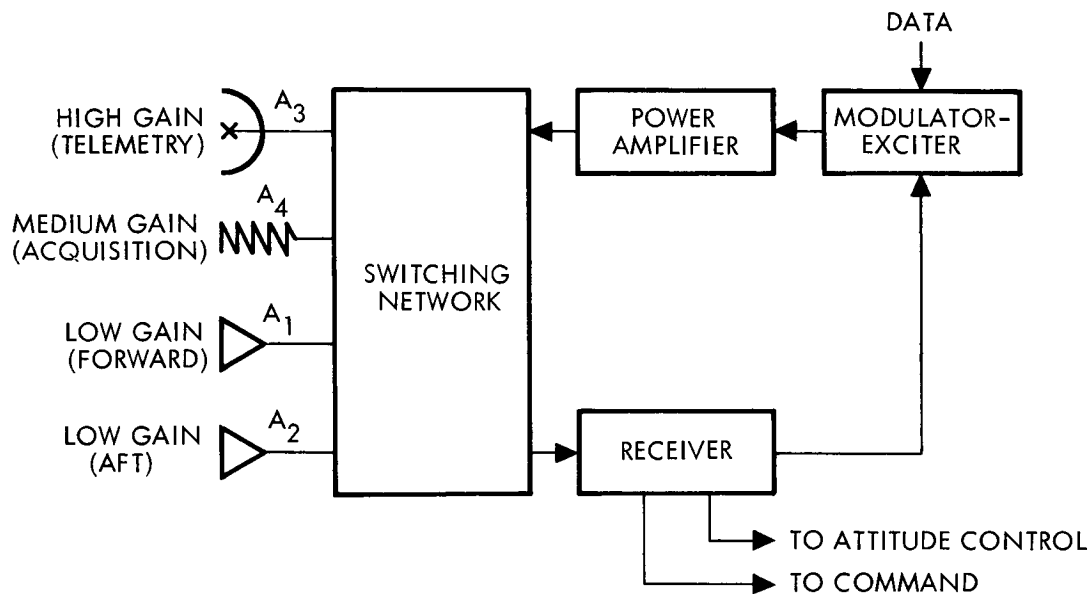 DATA
HIGH GAIN
(TELEMETRY)
A3
POWER
AMPLIFIER
MODULATOR-
EXCITER
MEDIUM GAIN
(ACQUISITION)
A4
SWITCHING
NETWORK
LOW GAIN
(FORWARD)
A1
LOW GAIN
(AFT)
A2
RECEIVER
TO ATTITUDE CONTROL
TO COMMAND